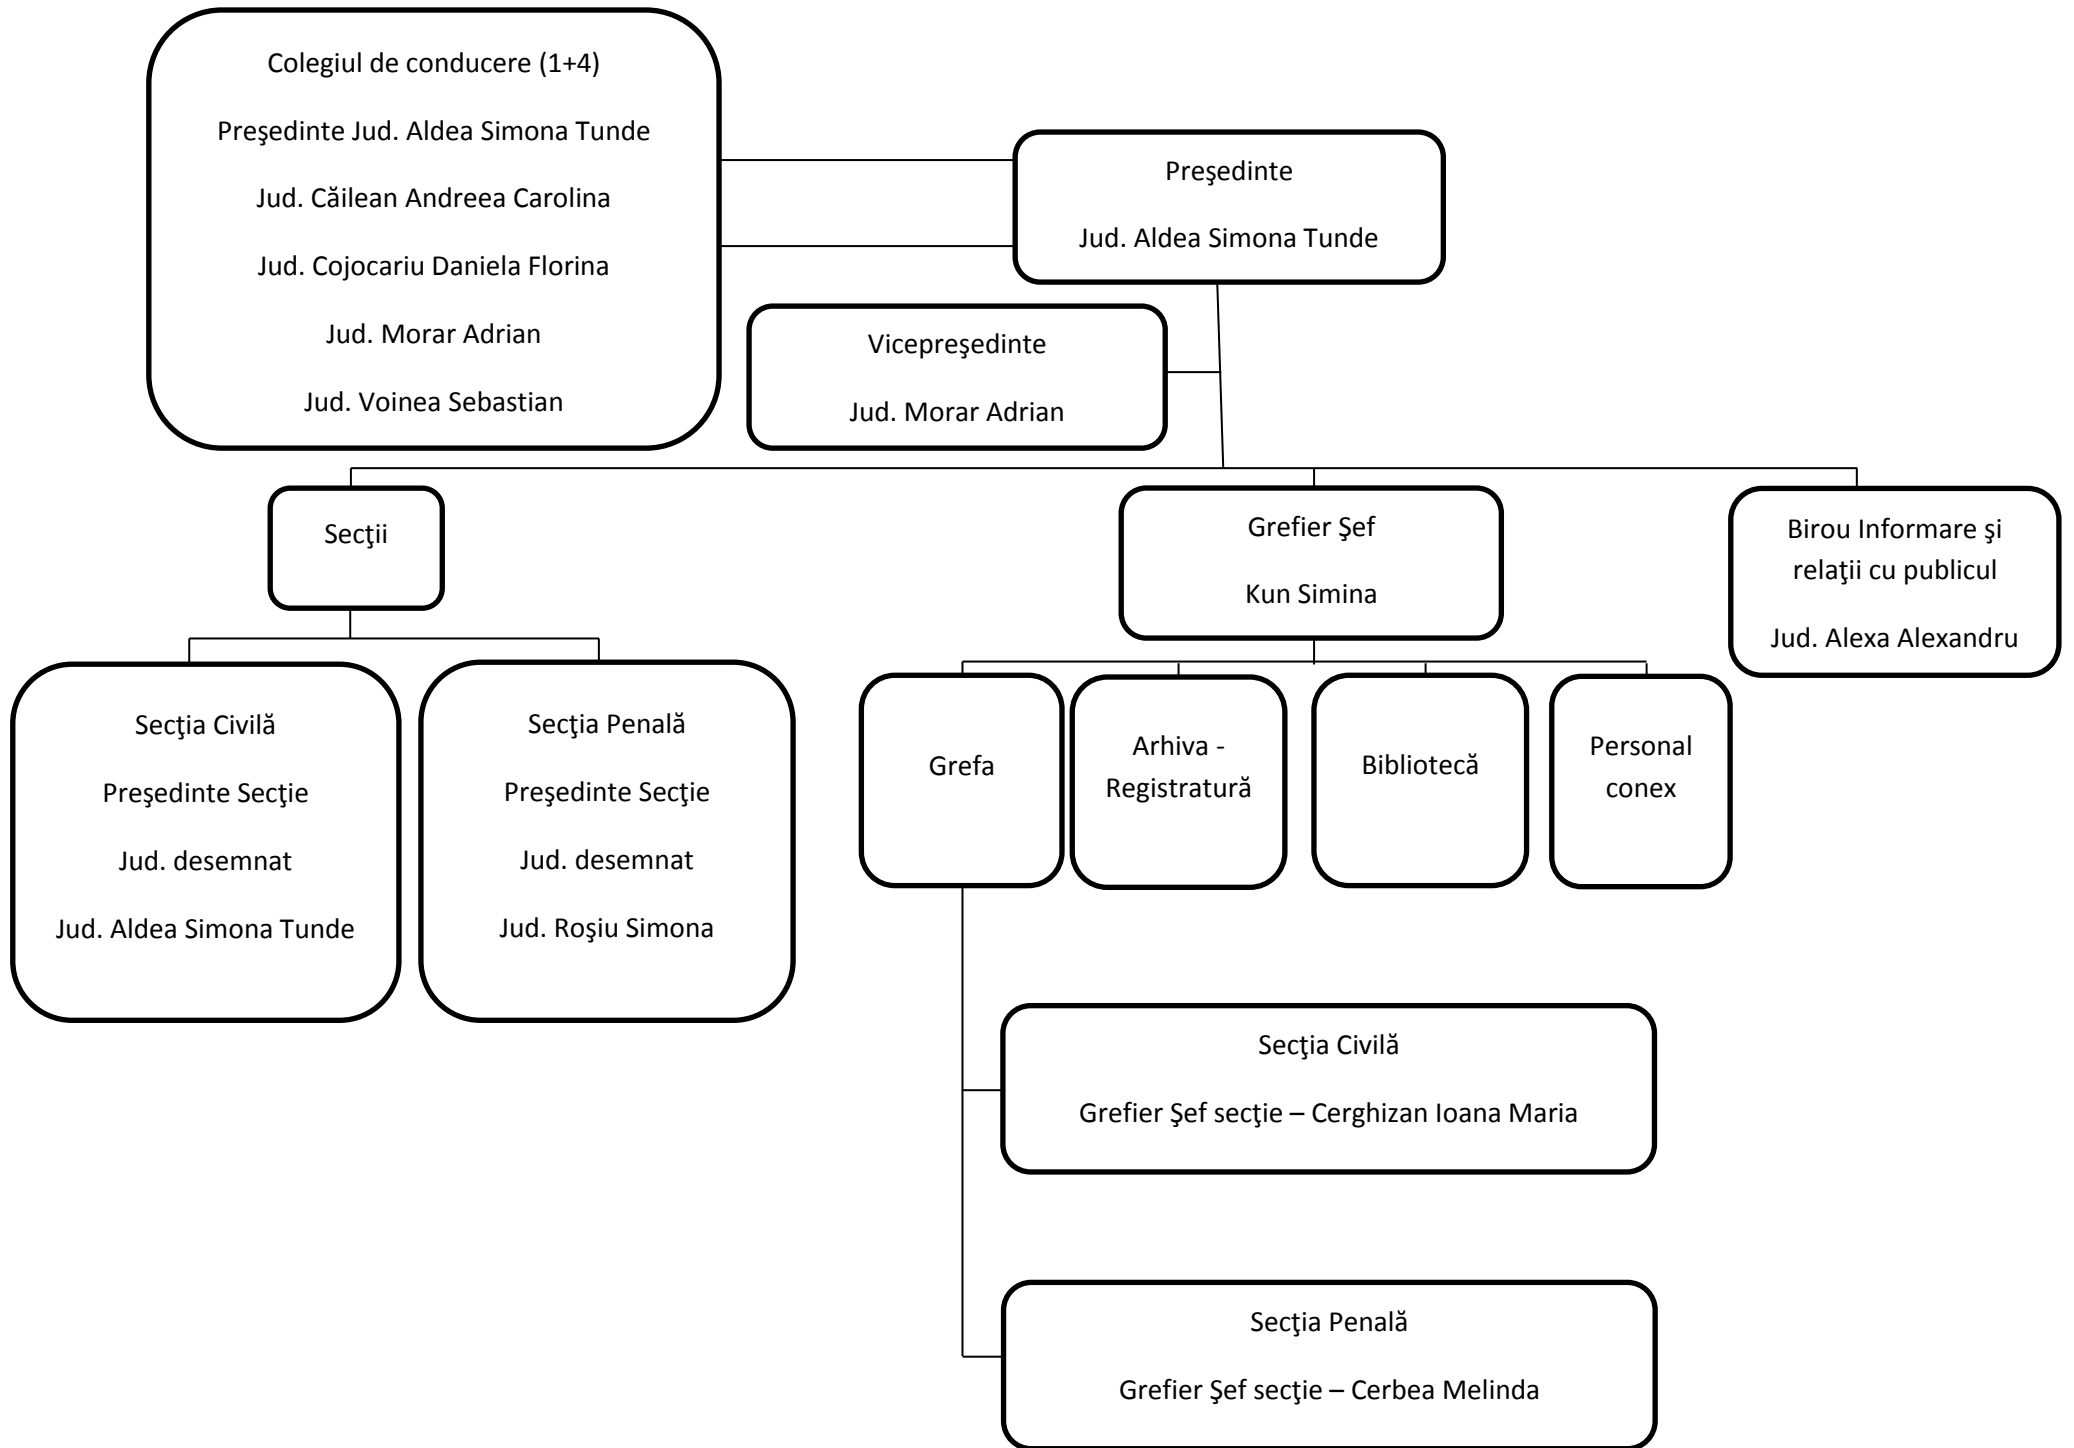 Colegiul de conducere (1+4)
Preşedinte Jud. Aldea Simona Tunde
Jud. Căilean Andreea Carolina
Jud. Cojocariu Daniela Florina
Jud. Morar Adrian
Jud. Voinea Sebastian
Preşedinte
Jud. Aldea Simona Tunde
Vicepreşedinte
Jud. Morar Adrian
Secţii
Grefier Şef
Kun Simina
Birou Informare şi
relaţii cu publicul
Jud. Alexa Alexandru
Secţia Civilă
Preşedinte Secţie
Jud. desemnat
Jud. Aldea Simona Tunde
Secţia Penală
Preşedinte Secţie
Jud. desemnat
Jud. Roşiu Simona
Grefa
Arhiva -
Registratură
Bibliotecă
Personal
conex
Secţia Civilă
Grefier Şef secţie – Cerghizan Ioana Maria
Secţia Penală
Grefier Şef secţie – Cerbea Melinda